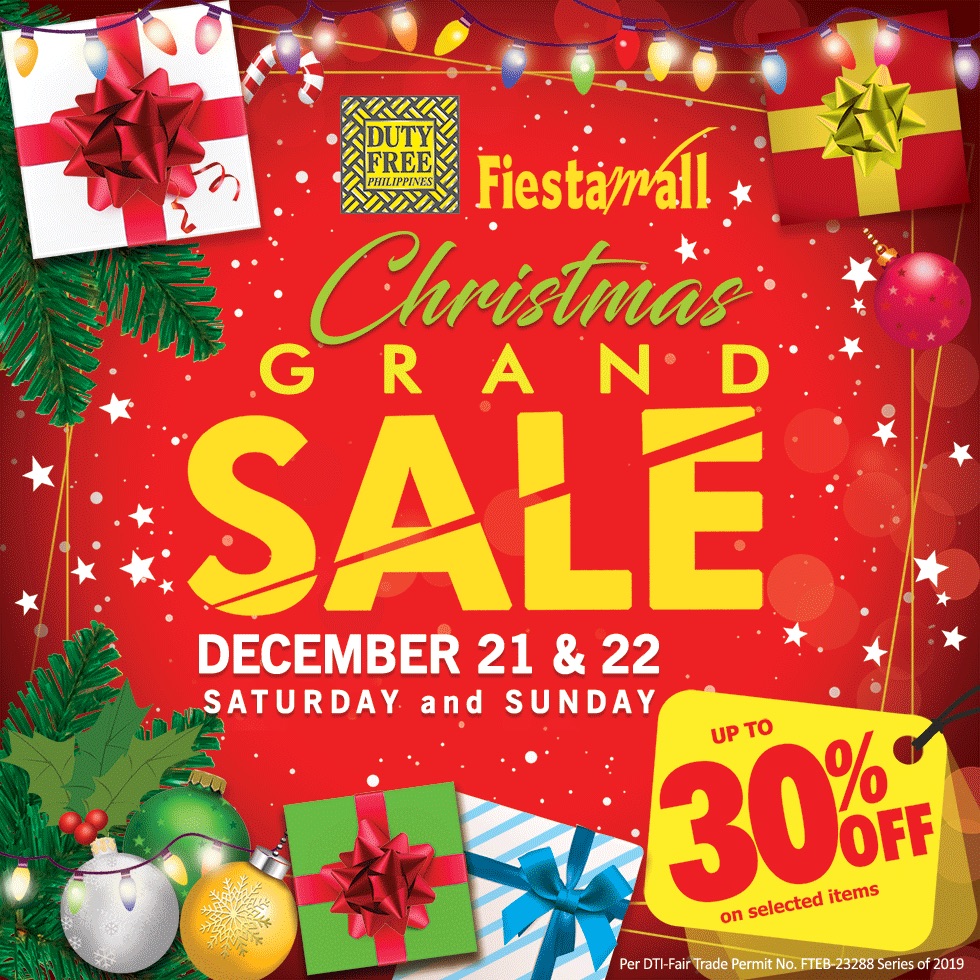 DUTY
FREE
PHILIPPINES
Fiestamall
Christmas
GRAND
SALE
DECEMBER 21 & 22
SATURDAY and SUNDAY
UP TO
30% OFF
on selected items
Per DTI-Fair Trade Permit No. FTEB-23288 Series of 2019